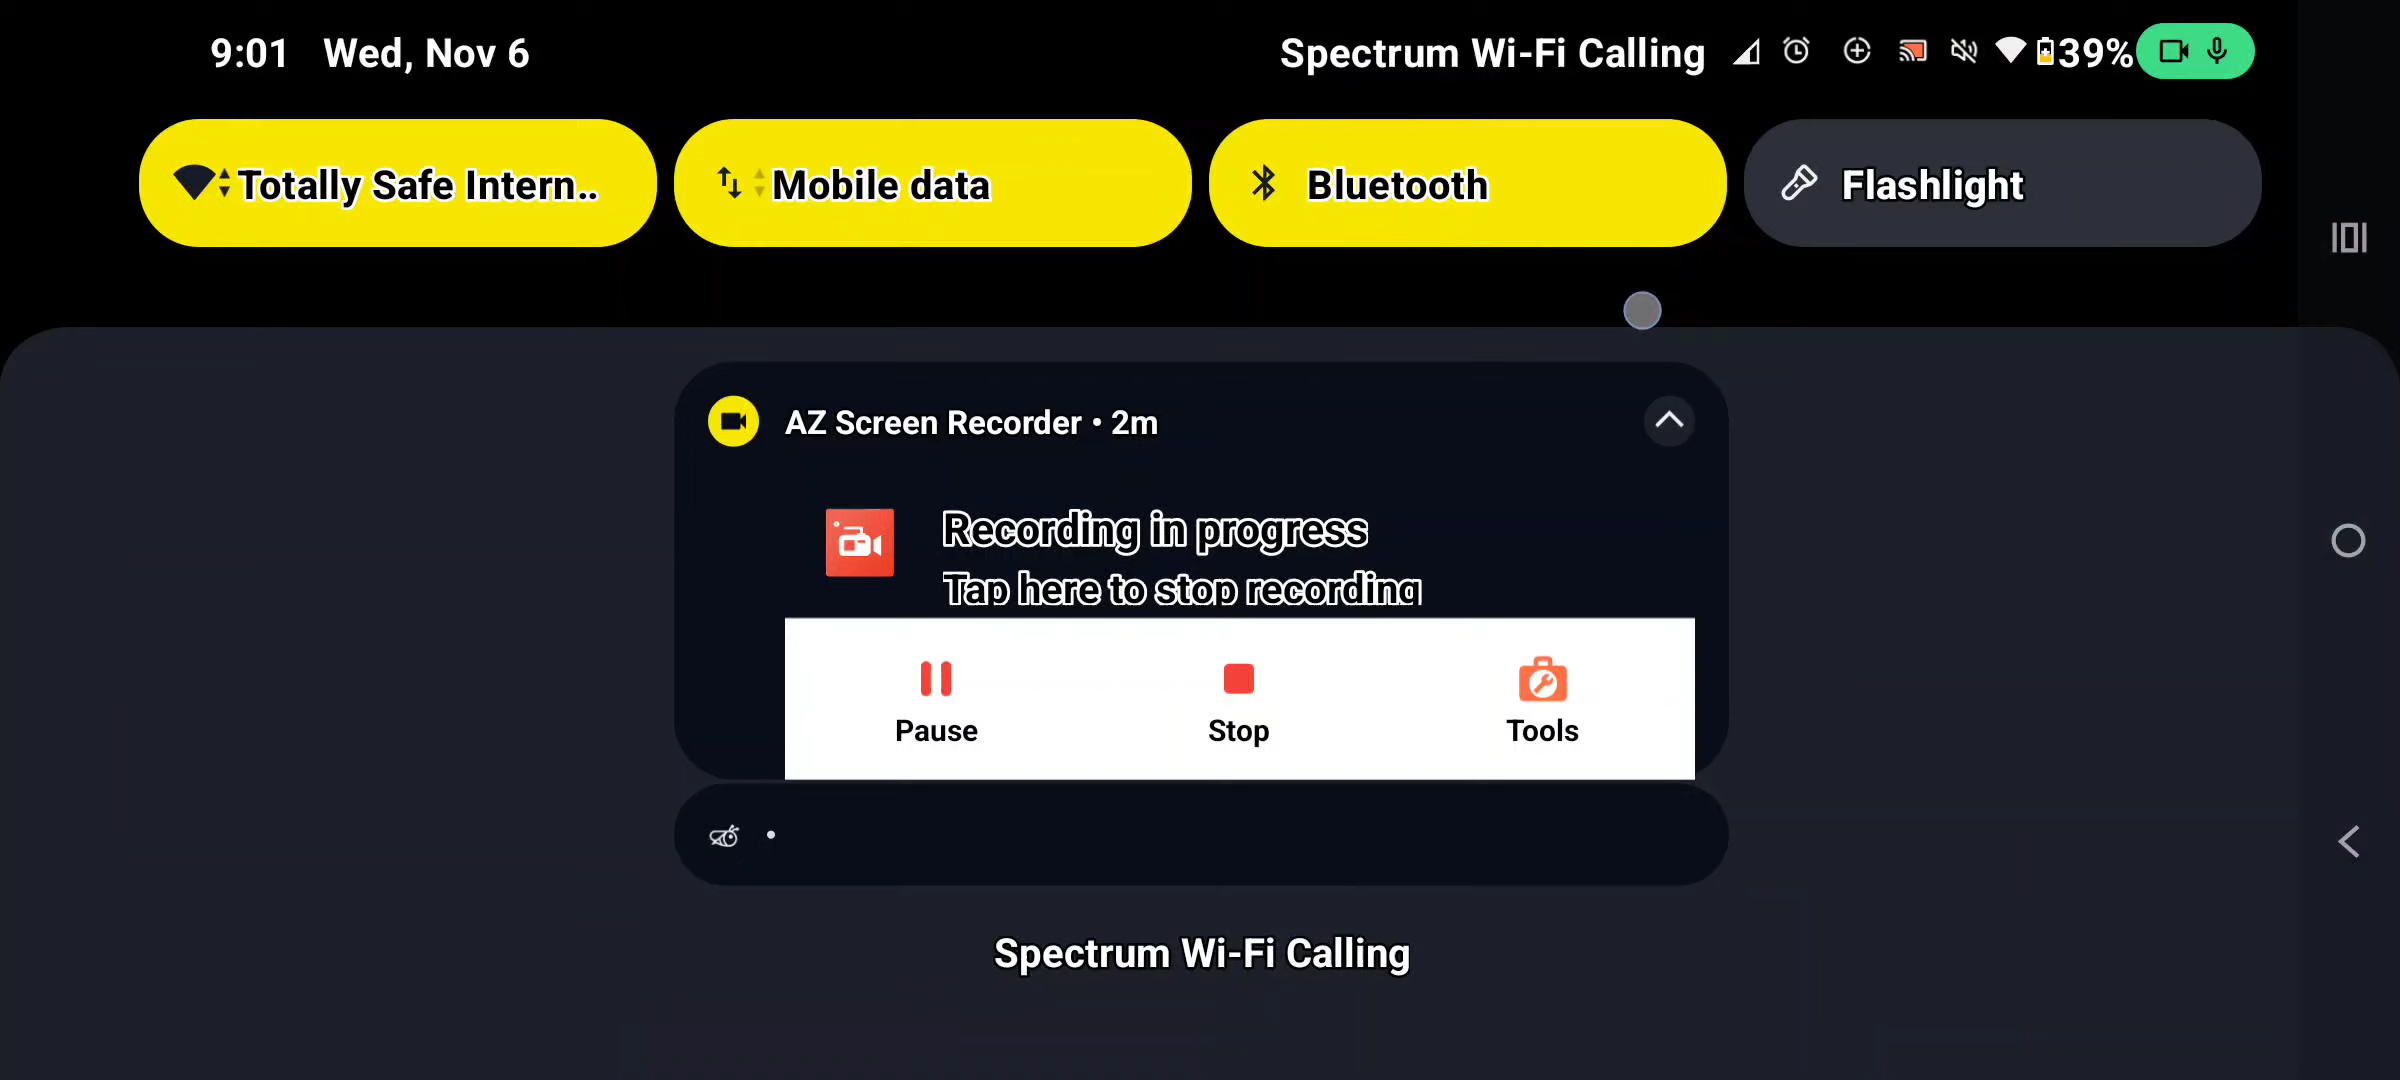 9:01 Wed, Nov 6 Spectrum Wi-Fi Calling 39%
Totally Safe Intern.. Mobile data Bluetooth Flashlight
AZ Screen Recorder • 2m
Recording in progress
Tap here to stop recording
Pause Stop Tools
•
Spectrum Wi-Fi Calling